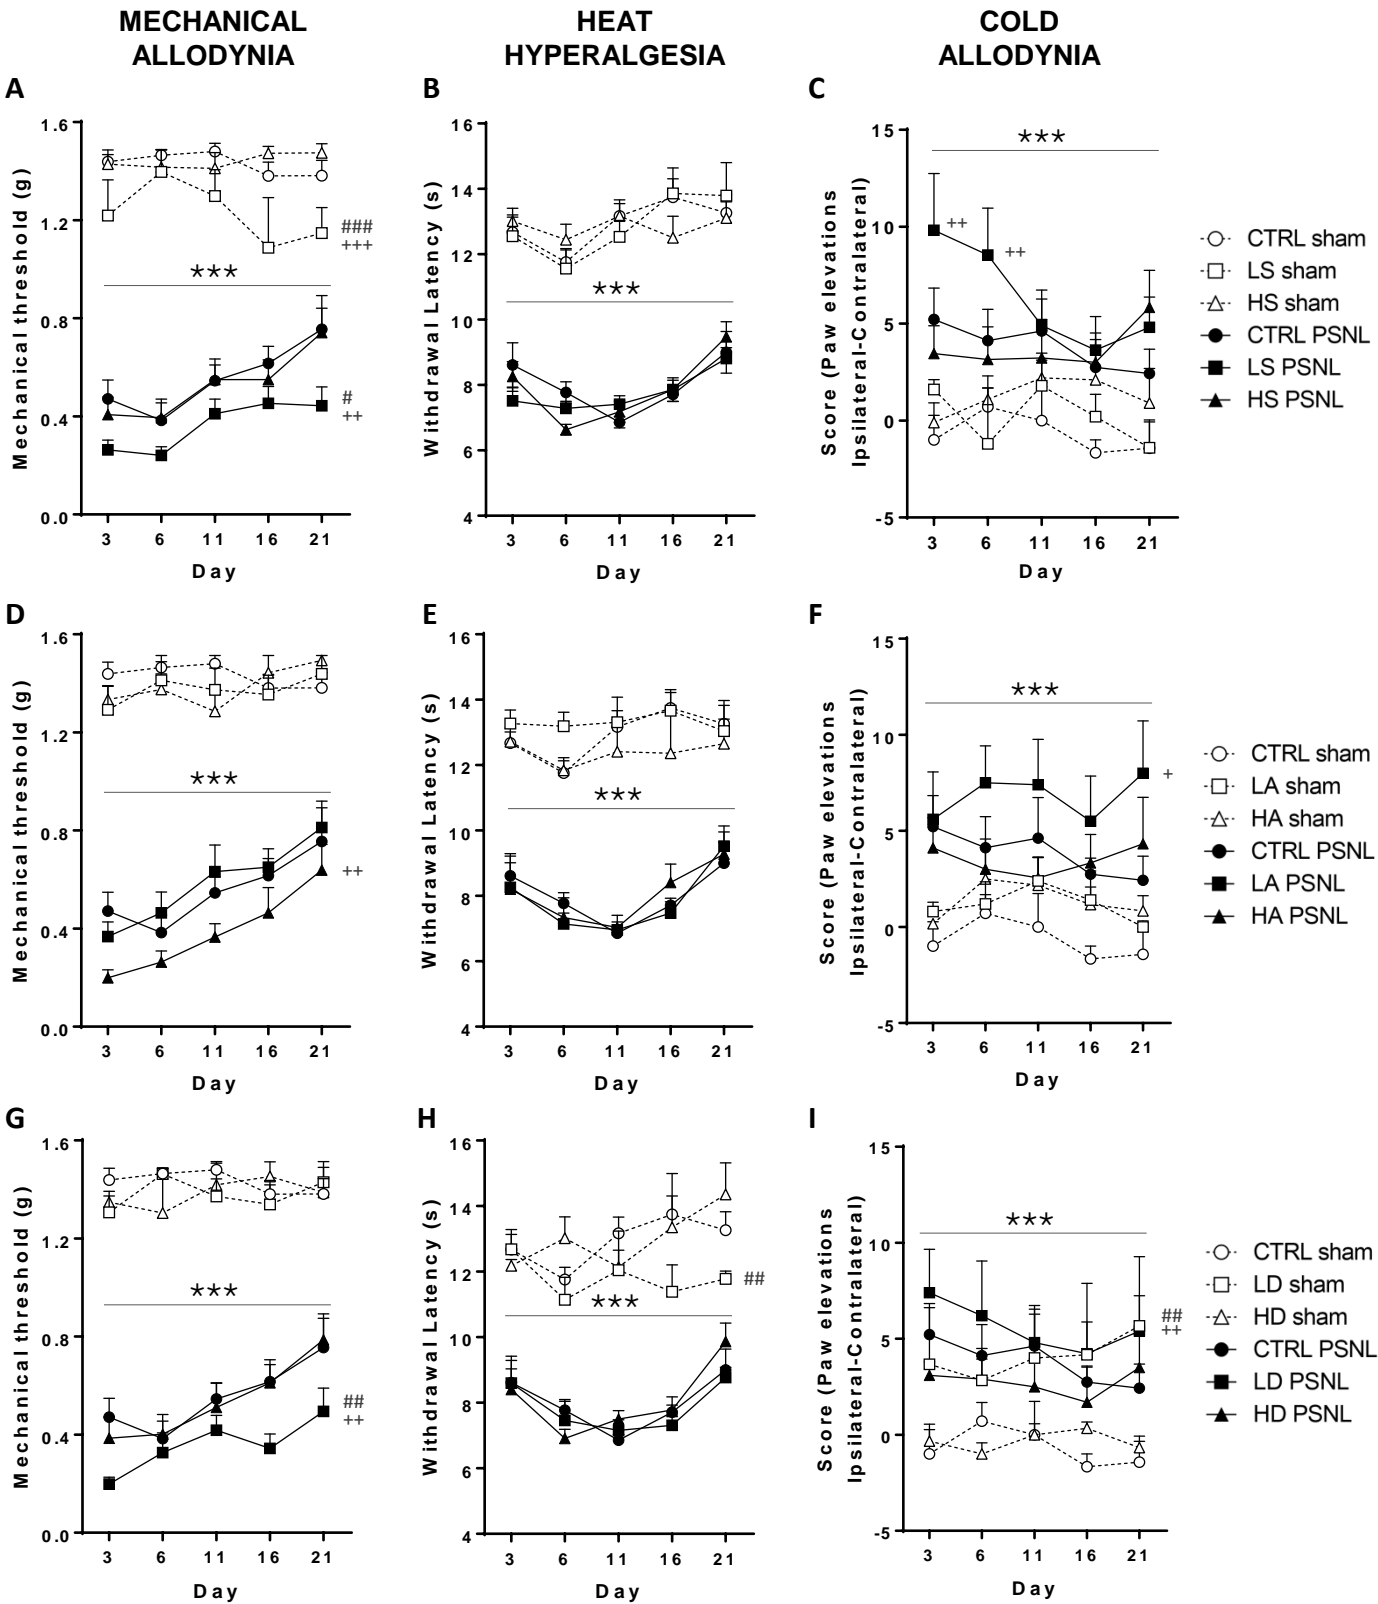 MECHANICAL
ALLODYNIA
HEAT
HYPERALGESIA
COLD
ALLODYNIA
A
Mechanical threshold (g)
1.6
1.2
0.8
0.4
0.0
***
###
+++
#
++
3 6 11 16 21
Day
B
Withdrawal Latency (s)
16
14
12
10
8
6
4
***
3 6 11 16 21
Day
C
Score (Paw elevations
Ipsilateral-Contralateral)
15
10
5
0
-5
***
++
++
3 6 11 16 21
Day
CTRL sham
LS sham
HS sham
CTRL PSNL
LS PSNL
HS PSNL
D
Mechanical threshold (g)
1.6
1.2
0.8
0.4
0.0
***
++
3 6 11 16 21
Day
E
Withdrawal Latency (s)
16
14
12
10
8
6
4
***
3 6 11 16 21
Day
F
Score (Paw elevations
Ipsilateral-Contralateral)
15
10
5
0
-5
***
+
3 6 11 16 21
Day
CTRL sham
LA sham
HA sham
CTRL PSNL
LA PSNL
HA PSNL
G
Mechanical threshold (g)
1.6
1.2
0.8
0.4
0.0
***
##
++
3 6 11 16 21
Day
H
Withdrawal Latency (s)
16
14
12
10
8
6
4
##
***
3 6 11 16 21
Day
I
Score (Paw elevations
Ipsilateral-Contralateral)
15
10
5
0
-5
***
##
++
3 6 11 16 21
Day
CTRL sham
LD sham
HD sham
CTRL PSNL
LD PSNL
HD PSNL